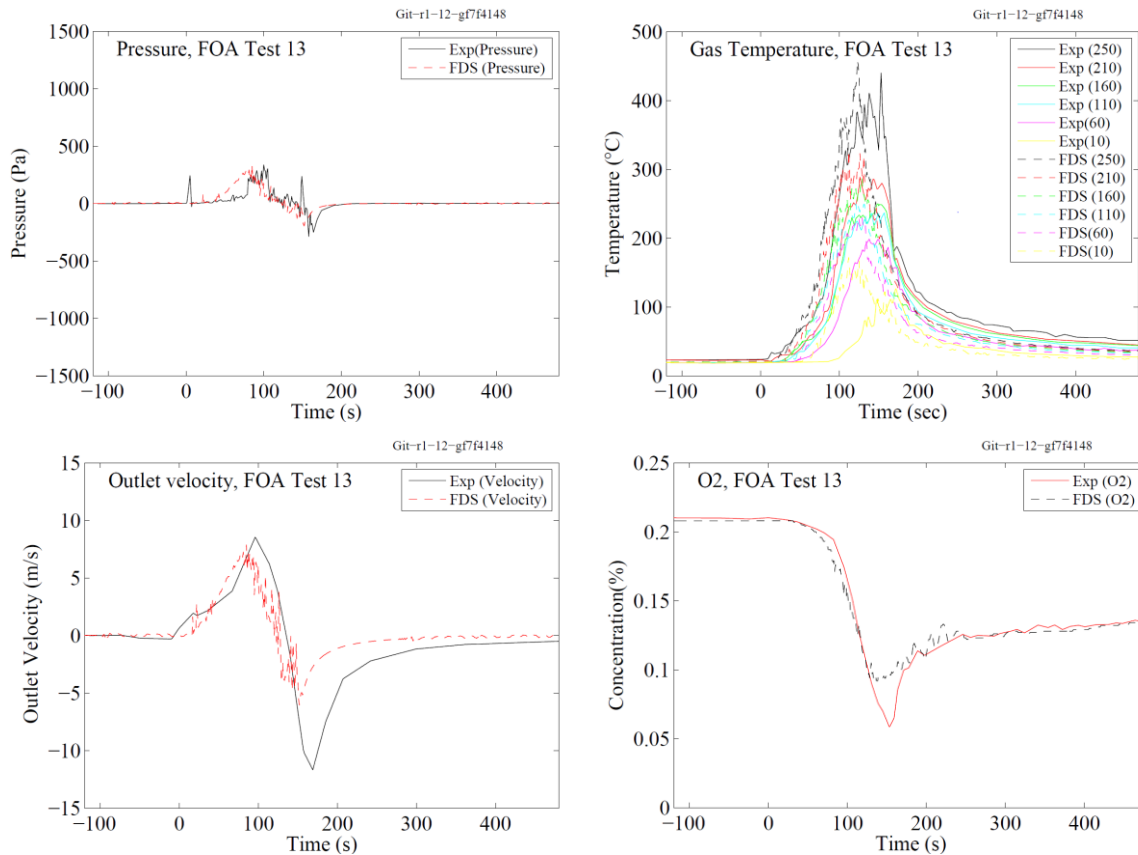 Git−r1−12−gf7f4148
Pressure, FOA Test 13
Exp(Pressure)
FDS (Pressure)
1500
1000
500
0
−500
−1000
−1500
Pressure (Pa)
−100 0 100 200 300 400
Time (s)
Git−r1−12−gf7f4148
Gas Temperature, FOA Test 13
Exp (250)
Exp (210)
Exp (160)
Exp (110)
Exp(60)
Exp(10)
FDS (250)
FDS (210)
FDS (160)
FDS (110)
FDS(60)
FDS(10)
500
400
300
200
100
0
Temperature (°C)
−100 0 100 200 300 400
Time (sec)
Git−r1−12−gf7f4148
Outlet velocity, FOA Test 13
Exp (Velocity)
FDS (Velocity)
15
10
5
0
−5
−10
−15
Outlet Velocity (m/s)
−100 0 100 200 300 400
Time (s)
Git−r1−12−gf7f4148
O2, FOA Test 13
Exp (O2)
FDS (O2)
0.25
0.2
0.15
0.1
0.05
0
Concentration(%)
−100 0 100 200 300 400
Time (s)